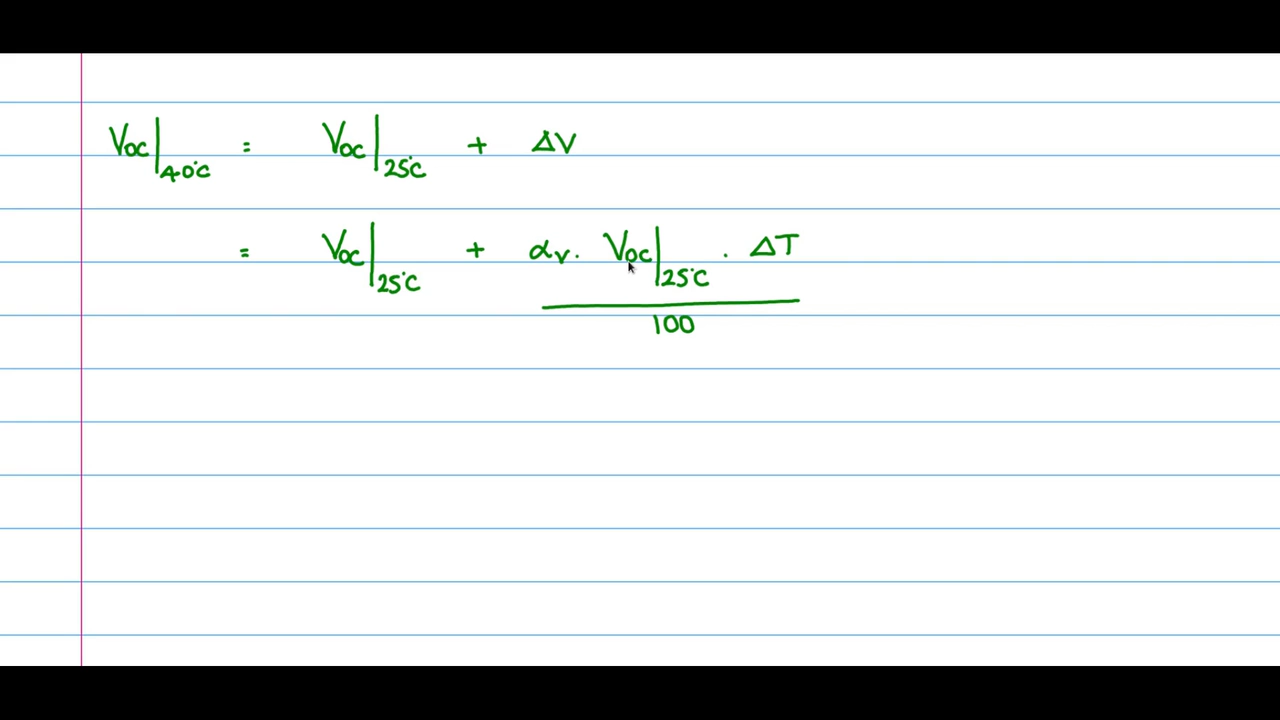 Voc|40°C = Voc|25°C + ΔV
= Voc|25°C + αv. Voc|25°C . ΔT
100